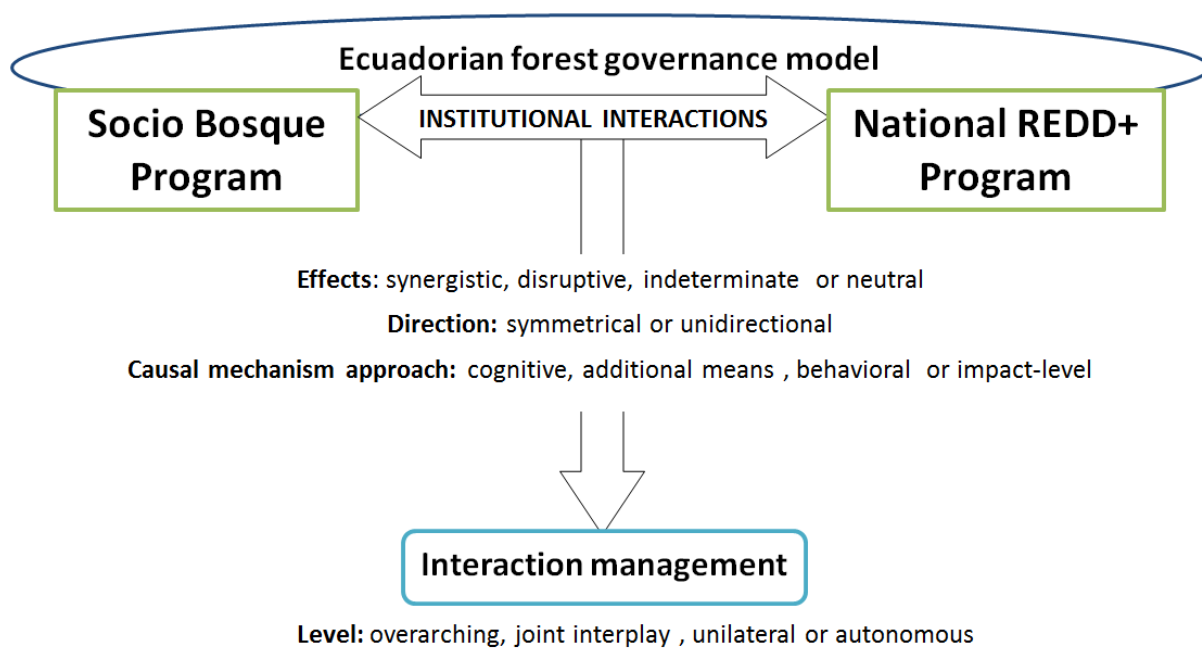 Ecuadorian forest governance model
Socio Bosque
Program
INSTITUTIONAL INTERACTIONS
National REDD+
Program
Effects: synergistic, disruptive, indeterminate or neutral
Direction: symmetrical or unidirectional
Causal mechanism approach: cognitive, additional means , behavioral or impact-level
Interaction management
Level: overarching, joint interplay , unilateral or autonomous